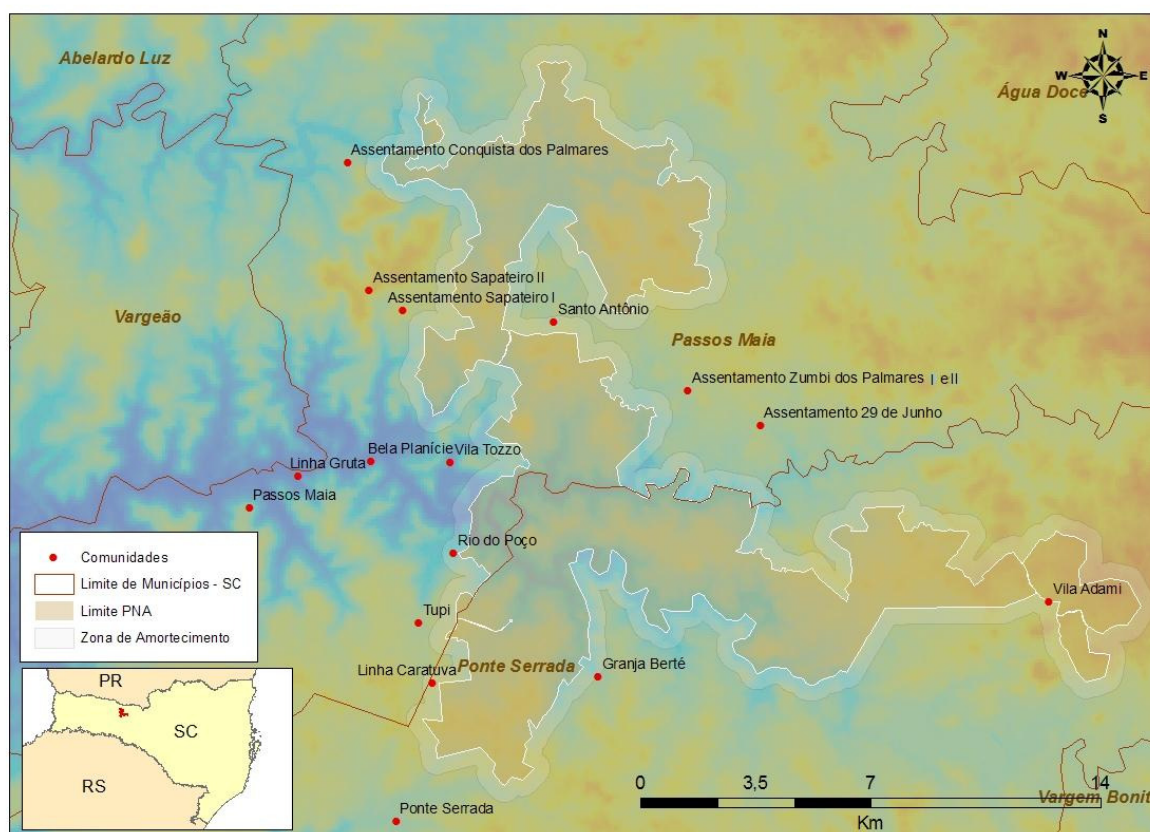 Abelardo Luz
N
W E
S
Água Doce
Assentamento Conquista dos Palmares
Assentamento Sapateiro II
Assentamento Sapateiro I
Vargeão
Santo Antônio
Passos Maia
Assentamento Zumbi dos Palmares I eII
Assentamento 29 de Junho
Bela Planície
Vila Tozzo
Linha Gruta
Passos Maia
Rio do Poço
Vila Adami
Tupi
Linha Caratuva
Ponte Serrada
Granja Berté
Comunidades
Limite de Municípios - SC
Limite PNA
Zona de Amortecimento
PR
SC
RS
0 3,5 7 14
Km
Vargem Bonit
Ponte Serrada